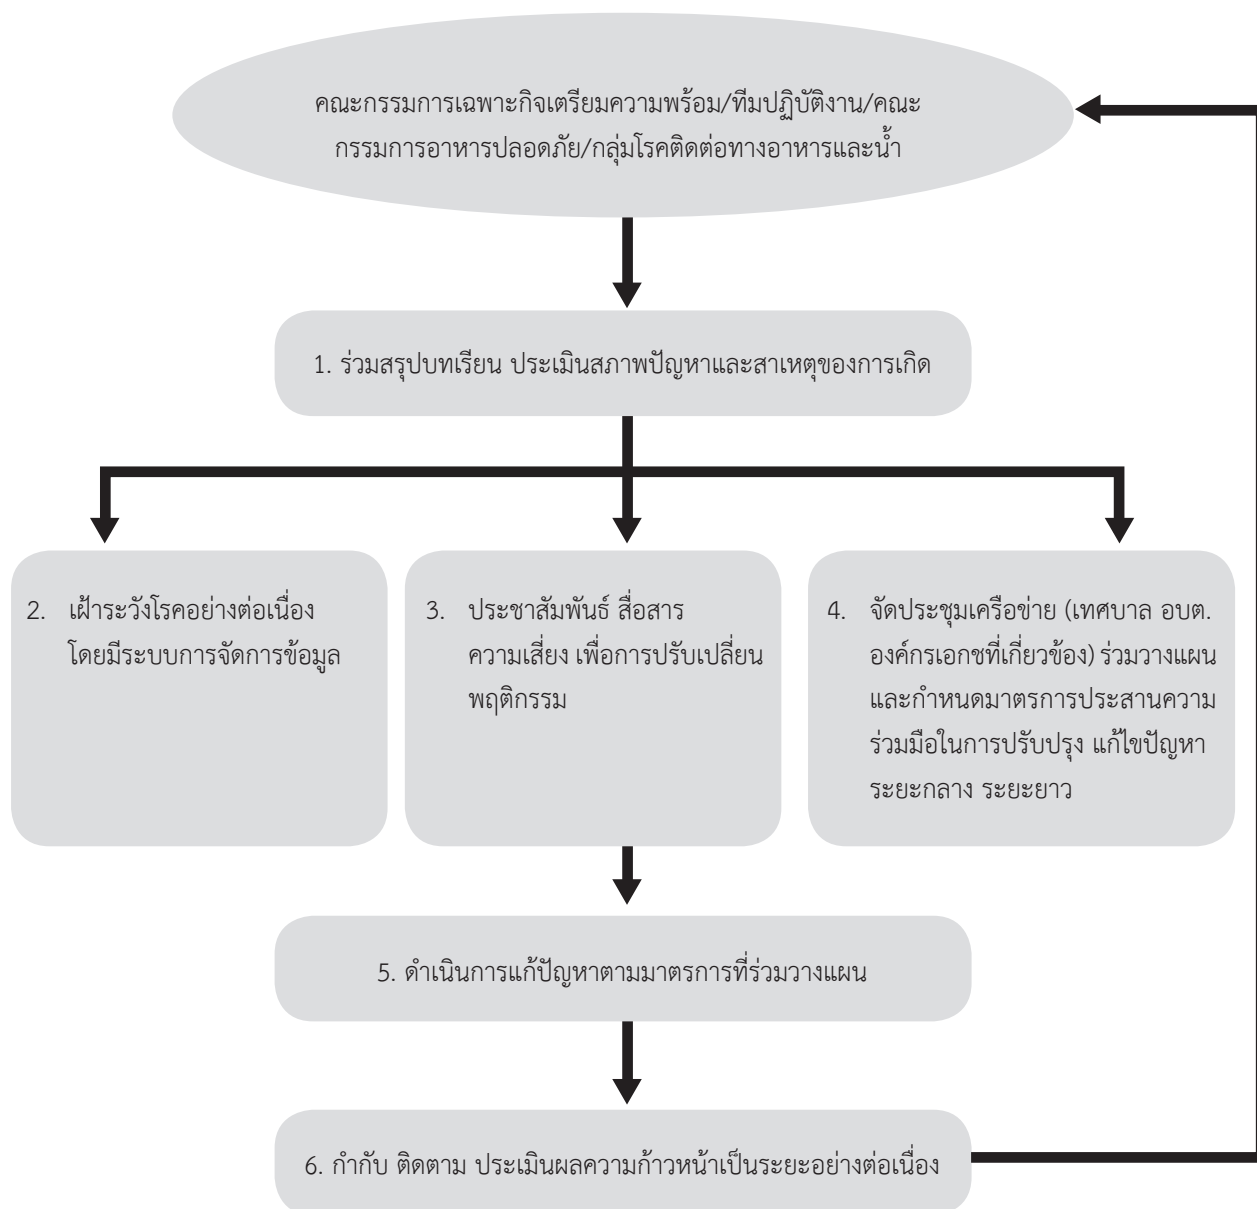 คณะกรรมการเฉพาะกิจเตรียมความพร้อม/ทีมปฏิบัติงาน/คณะ
กรรมการอาหารปลอดภัย/กลุ่มโรคติดต่อทางอาหารและน้ำ
1. ร่วมสรุปบทเรียน ประเมินสภาพปัญหาและสาเหตุของการเกิด
2. เฝ้าระวังโรคอย่างต่อเนื่อง
โดยมีระบบการจัดการข้อมูล
3. ประชาสัมพันธ์ สื่อสาร
ความเสี่ยง เพื่อการปรับเปลี่ยน
พฤติกรรม
4. จัดประชุมเครือข่าย (เทศบาล อบต.
องค์กรเอกชที่เกี่ยวข้อง) ร่วมวางแผน
และกำหนดมาตรการประสานความ
ร่วมมือในการปรับปรุง แก้ไขปัญหา
ระยะกลาง ระยะยาว
5. ดำเนินการแก้ปัญหาตามมาตรการที่ร่วมวางแผน
6. กำกับ ติดตาม ประเมินผลความก้าวหน้าเป็นระยะอย่างต่อเนื่อง